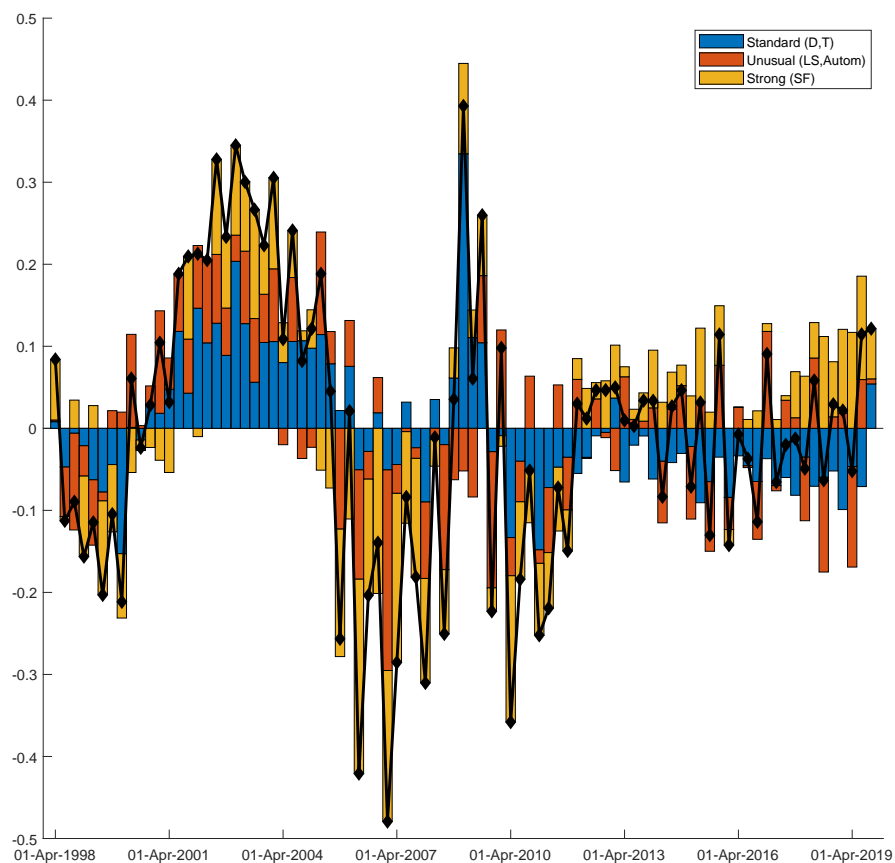 0.5
0.4
0.3
0.2
0.1
0
-0.1
-0.2
-0.3
-0.4
-0.5
Standard (D,T)
Unusual (LS,Autom)
Strong (SF)
01-Apr-1998 01-Apr-2001 01-Apr-2004 01-Apr-2007 01-Apr-2010 01-Apr-2013 01-Apr-2016 01-Apr-2019